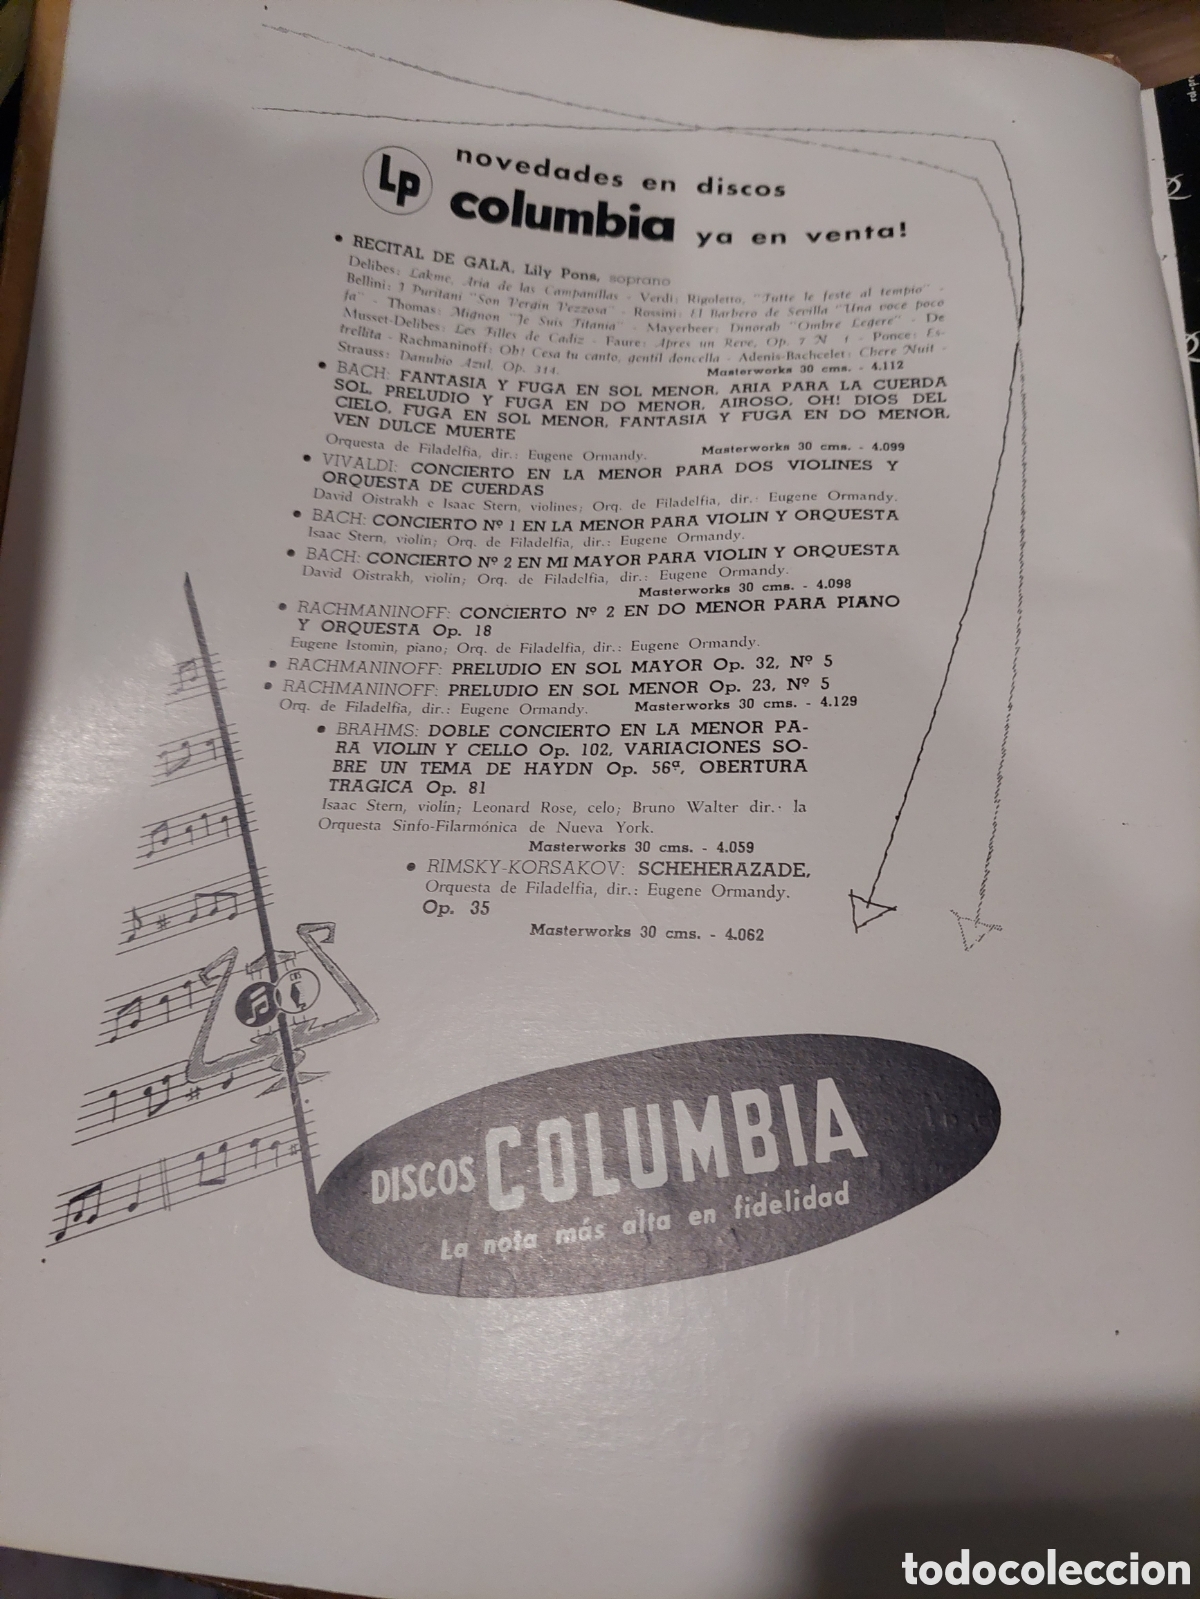 Lp
novedades en discos
columbia ya en venta!
• RECITAL DE GALA, Lily Pons, soprano
Delibes: Lakme, Aria de las Campanillas - Verdi: Rigoletto, "Tutte le feste al tempio" -
Bellini: I Puritani "Son Vergin Vezzosa" - Rossini: El Barbero de Sevilla "Una voce poco
fa" - Thomas: Mignon "Je Suis Titania" - Mayerbeer: Dinorah "Ombre Legere" - De
Musset-Delibes: Les Filles de Cadiz - Faure: Apres un Reve, Op. 7 N 1 - Ponce: Es-
trellita - Rachmaninoff: Oh! Cesa tu canto, gentil doncella - Adenis-Bachcelet: Chere Nuit -
Strauss: Danubio Azul, Op. 314.
Masterworks 30 cms. - 4.112
• BACH: FANTASIA Y FUGA EN SOL MENOR, ARIA PARA LA CUERDA
SOL, PRELUDIO Y FUGA EN DO MENOR, AIROSO, OH! DIOS DEL
CIELO, FUGA EN SOL MENOR, FANTASIA Y FUGA EN DO MENOR,
VEN DULCE MUERTE
Orquesta de Filadelfia, dir.: Eugene Ormandy. Masterworks 30 cms. - 4.099
• VIVALDI: CONCIERTO EN LA MENOR PARA DOS VIOLINES Y
ORQUESTA DE CUERDAS
David Oistrakh e Isaac Stern, violines; Orq. de Filadelfia, dir.: Eugene Ormandy.
• BACH: CONCIERTO Nº 1 EN LA MENOR PARA VIOLIN Y ORQUESTA
Isaac Stern, violín; Orq. de Filadelfia, dir.: Eugene Ormandy.
• BACH: CONCIERTO Nº 2 EN MI MAYOR PARA VIOLIN Y ORQUESTA
David Oistrakh, violín; Orq. de Filadelfia, dir.: Eugene Ormandy.
Masterworks 30 cms. - 4.098
• RACHMANINOFF: CONCIERTO Nº 2 EN DO MENOR PARA PIANO
Y ORQUESTA Op. 18
Eugene Istomin, piano; Orq. de Filadelfia, dir.: Eugene Ormandy.
• RACHMANINOFF: PRELUDIO EN SOL MAYOR Op. 32, Nº 5
• RACHMANINOFF: PRELUDIO EN SOL MENOR Op. 23, Nº 5
Orq. de Filadelfia, dir.: Eugene Ormandy. Masterworks 30 cms. - 4.129
• BRAHMS: DOBLE CONCIERTO EN LA MENOR PA-
RA VIOLIN Y CELLO Op. 102, VARIACIONES SO-
BRE UN TEMA DE HAYDN Op. 56ª, OBERTURA
TRAGICA Op. 81
Isaac Stern, violín; Leonard Rose, celo; Bruno Walter dir. la
Orquesta Sinfo-Filarmónica de Nueva York.
Masterworks 30 cms. - 4.059
• RIMSKY-KORSAKOV: SCHEHERAZADE,
Orquesta de Filadelfia, dir.: Eugene Ormandy.
Op. 35
Masterworks 30 cms. - 4.062
DISCOS COLUMBIA
La nota más alta en fidelidad
todocoleccion